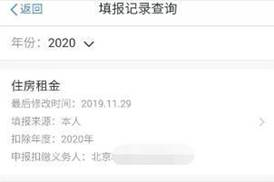 返回 填报记录查询
年份：2020
住房租金
最后修改时间：2019.11.29
填报来源：本人
扣除年度：2020年
申报扣缴义务人：北京